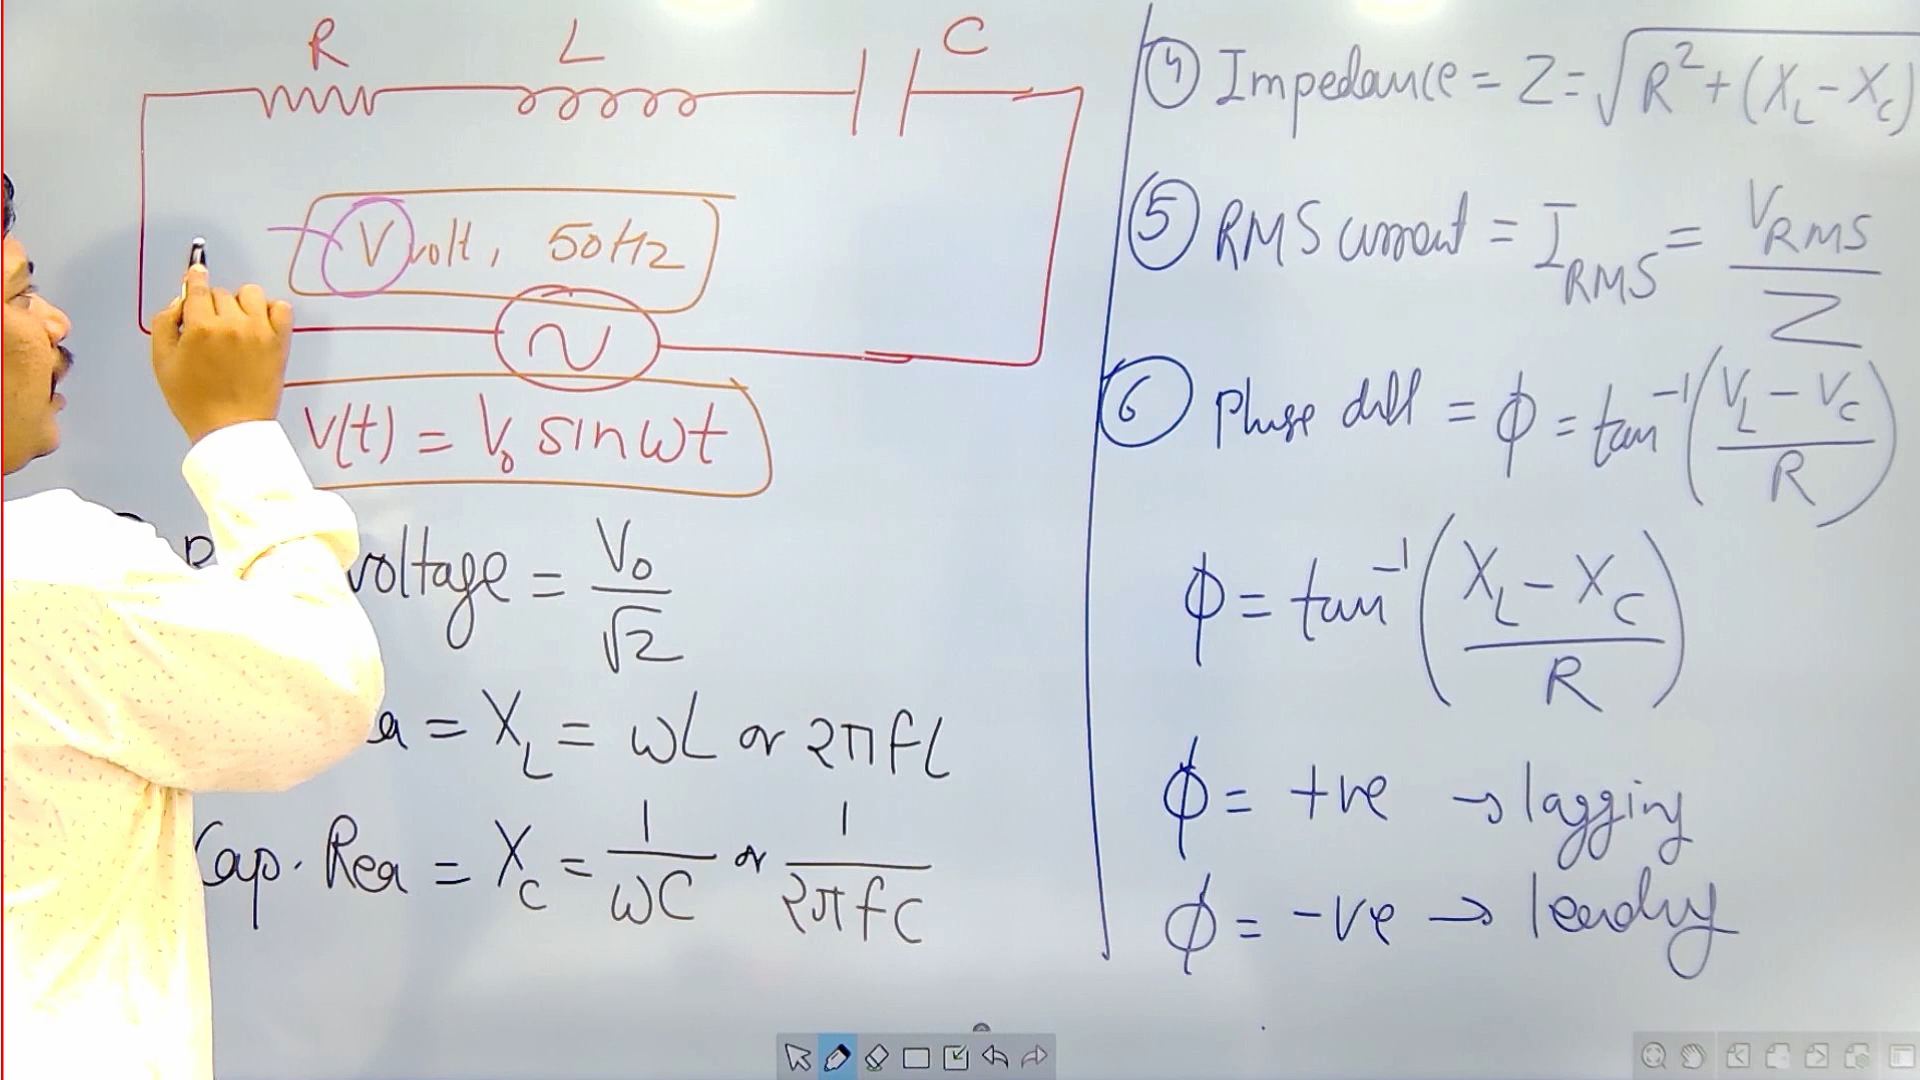 R L C
V volt, 50Hz
V(t) = V₀ sin ωt
voltage = V₀/√2
ea = X_L = ωL or 2πfL
Cap. Rea = X_C = 1/ωC or 1/2πfC
④ Impedance = Z = √R² + (X_L - X_C)
⑤ RMS current = I_RMS = V_RMS/Z
⑥ Phase diff = ϕ = tan⁻¹(V_L - V_C/R)
ϕ = tan⁻¹(X_L - X_C/R)
ϕ = +ve → lagging
ϕ = -ve → leading